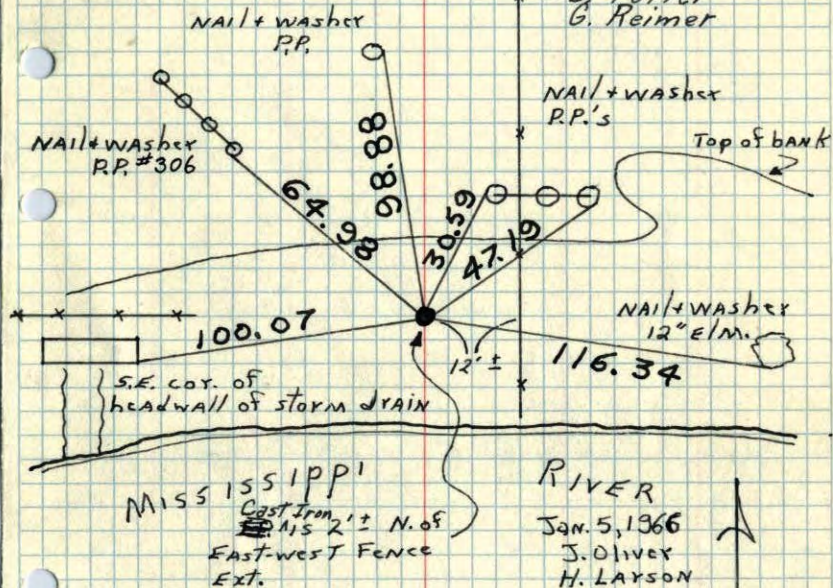 G. Reimer
NAil + WASher
P.P.
NAil + WASher
P.P.'s
Top of bANK
NAil + WASher
P.P. #306
98.88
64.98
30.59
47.19
NAil + WASher
12" E/M.
100.07
12' ±
116.34
S.E. cor. of
headwall of storm drain
MISSISSIPPI
RIVER
Cast Iron
is 2' ± N. of
EAst-west Fence
Ext.
Jan. 5, 1966
J. Oliver
H. LARSON